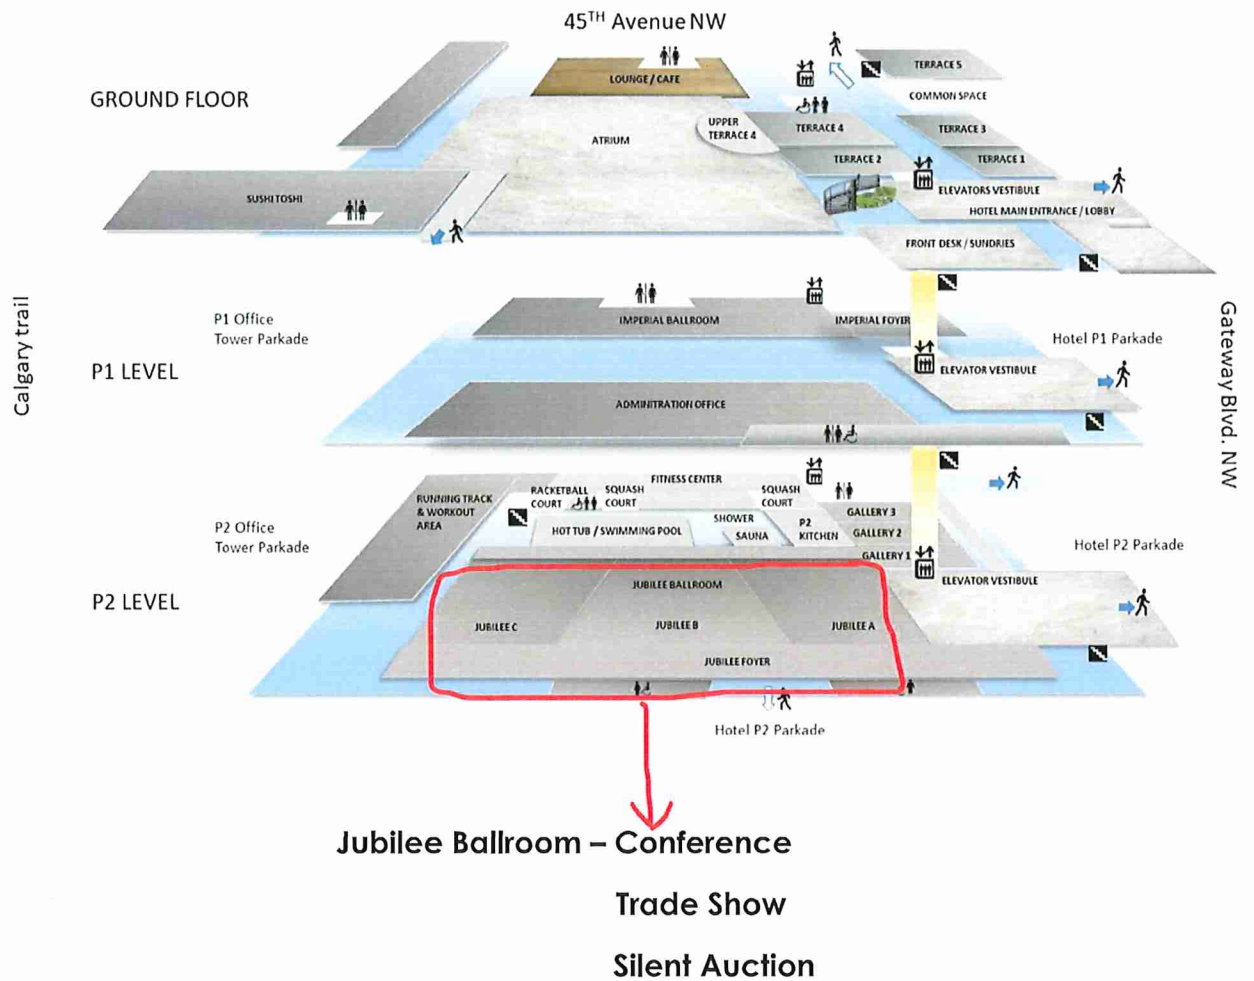 45TH Avenue NW
GROUND FLOOR
LOUNGE / CAFE
TERRACE 5
COMMON SPACE
ATRIUM
UPPER
TERRACE 4
TERRACE 4
TERRACE 3
TERRACE 2
TERRACE 1
SUSHI TOSHI
ELEVATORS VESTIBULE
HOTEL MAIN ENTRANCE / LOBBY
FRONT DESK / SUNDRIES
Calgary trail
Gateway Blvd. NW
P1 Office
Tower Parkade
P1 LEVEL
IMPERIAL BALLROOM
IMPERIAL FOYER
Hotel P1 Parkade
ELEVATOR VESTIBULE
ADMINITRATION OFFICE
P2 Office
Tower Parkade
P2 LEVEL
RUNNING TRACK
& WORKOUT
AREA
FITNESS CENTER
RACKETBALL
COURT
SQUASH
COURT
SQUASH
COURT
HOT TUB / SWIMMING POOL
SHOWER
SAUNA
P2
KITCHEN
GALLERY 3
GALLERY 2
GALLERY 1
Hotel P2 Parkade
ELEVATOR VESTIBULE
JUBILEE BALLROOM
JUBILEE C
JUBILEE B
JUBILEE A
JUBILEE FOYER
Hotel P2 Parkade
Jubilee Ballroom – Conference
Trade Show
Silent Auction